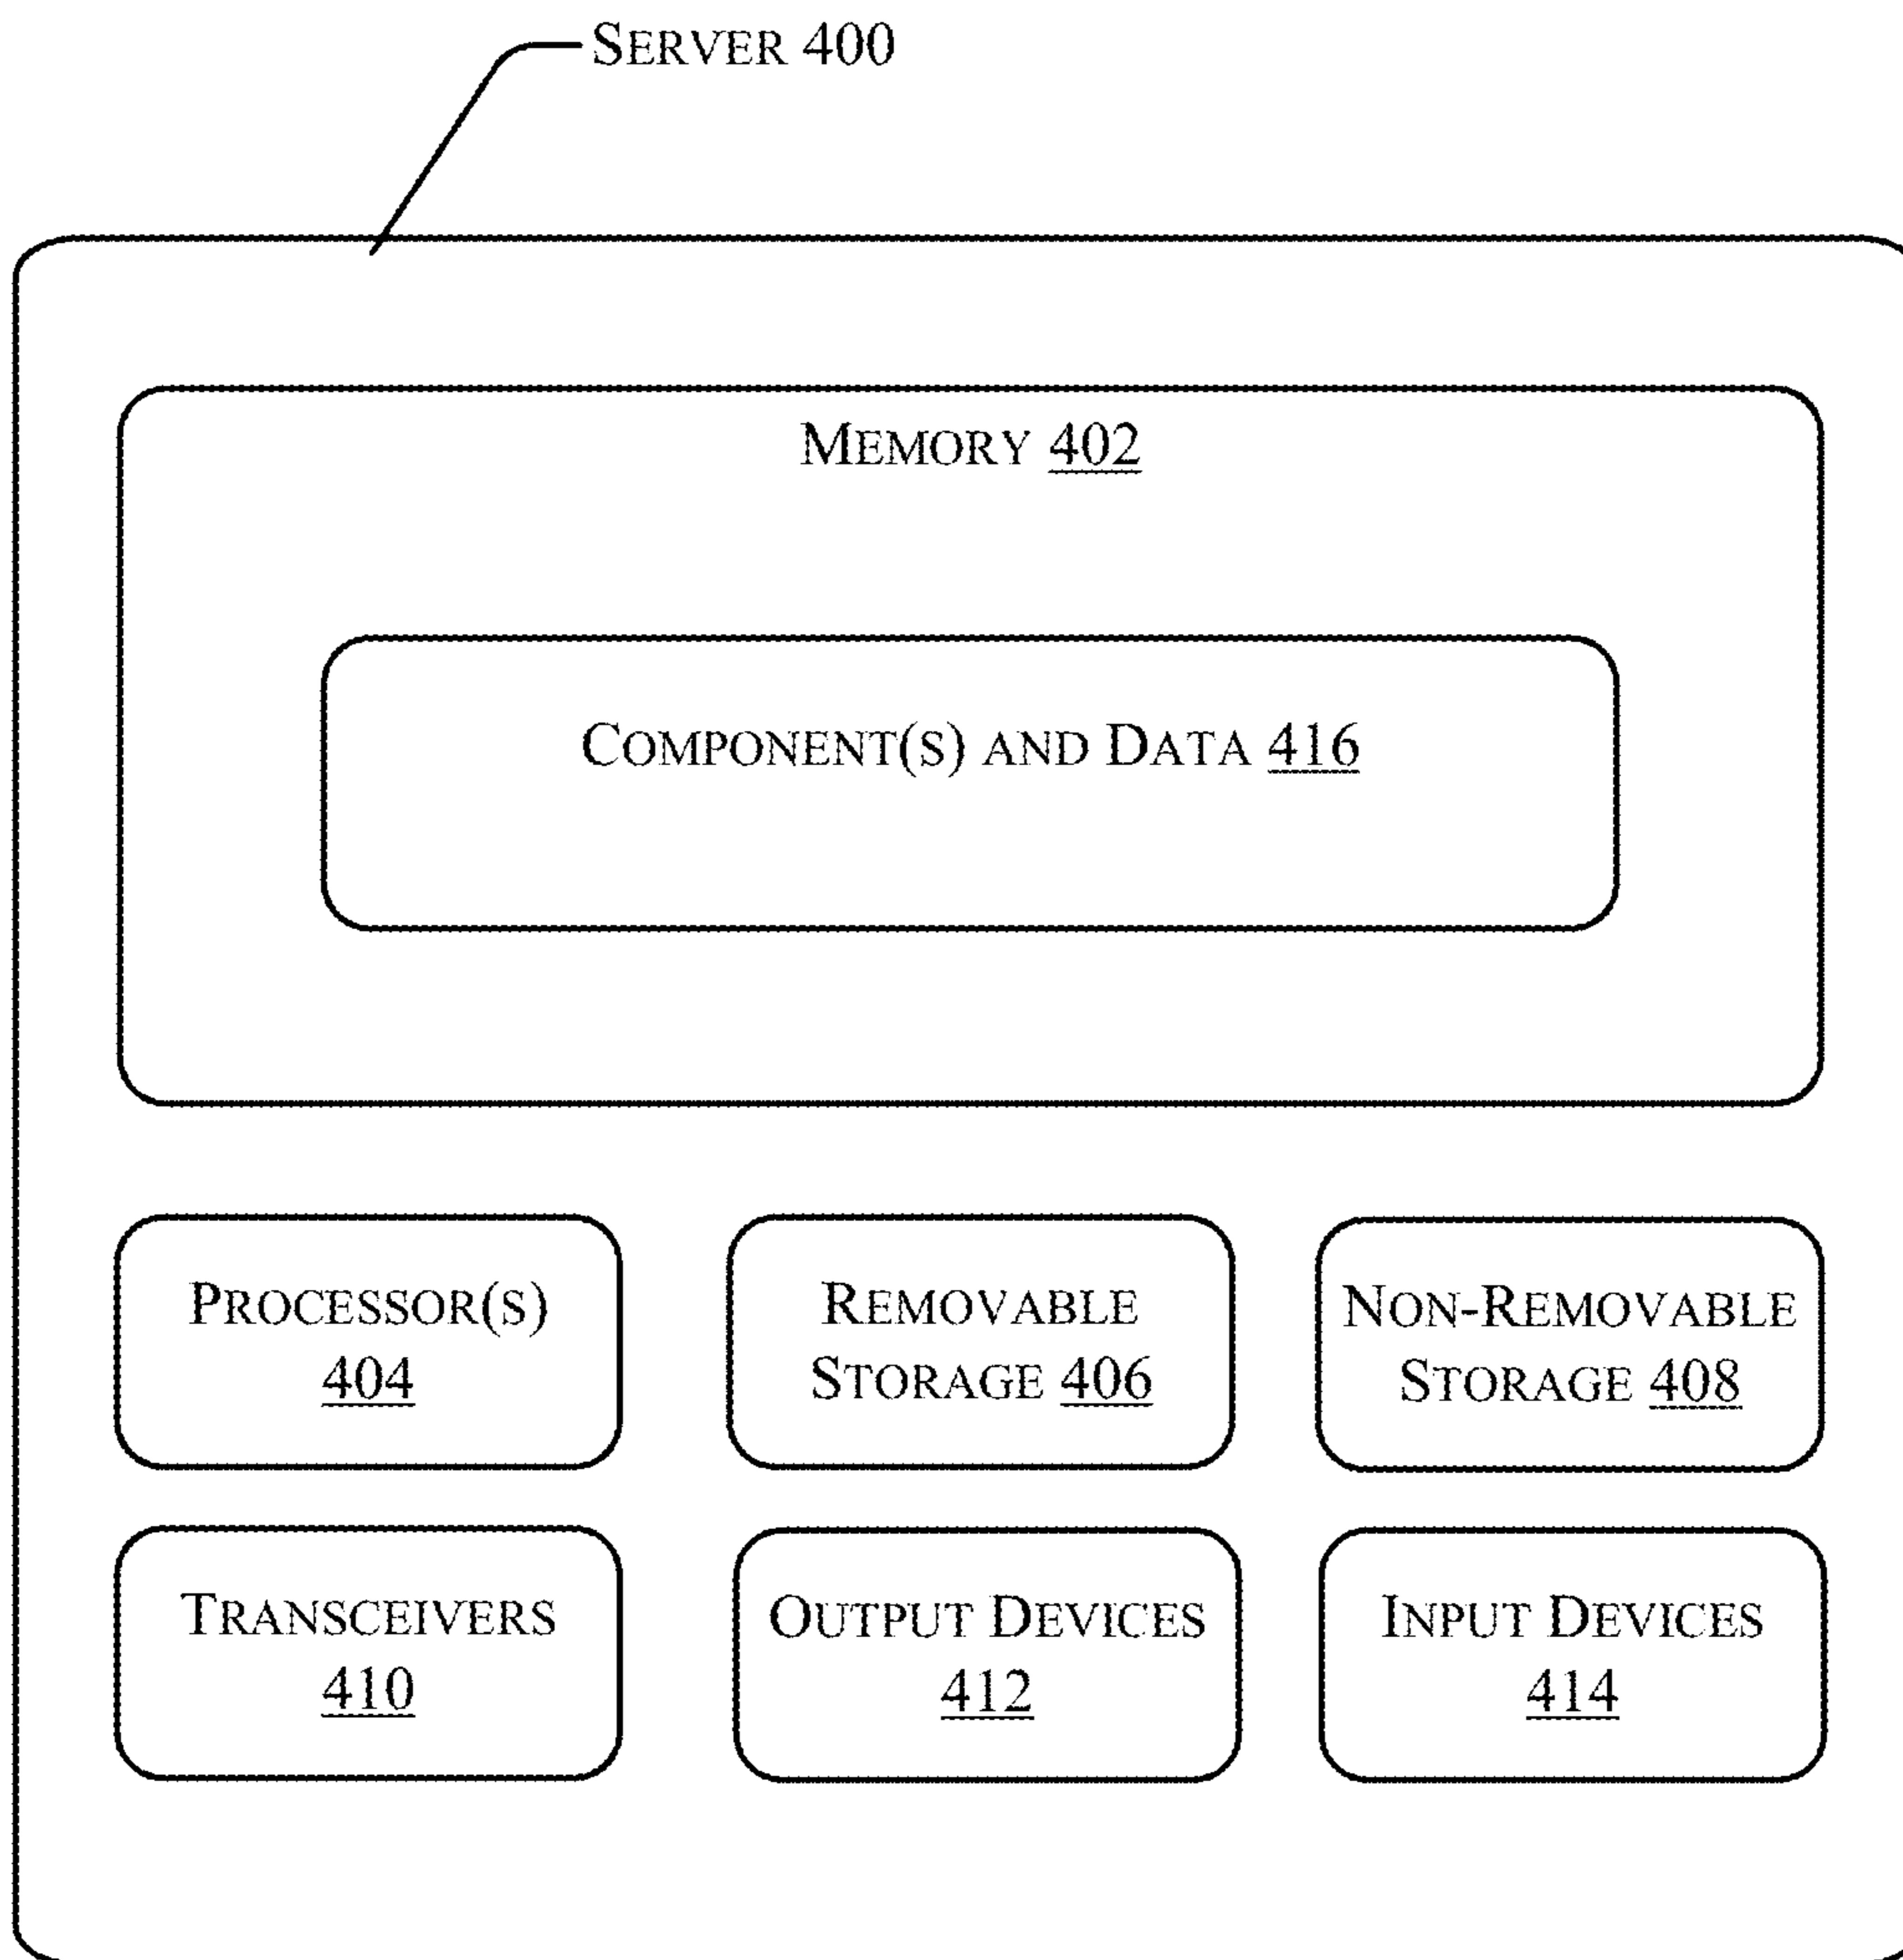 SERVER 400
MEMORY 402
COMPONENT(S) AND DATA 416
PROCESSOR(S)
404
REMOVABLE
STORAGE 406
NON-REMOVABLE
STORAGE 408
TRANSCEIVERS
410
OUTPUT DEVICES
412
INPUT DEVICES
414